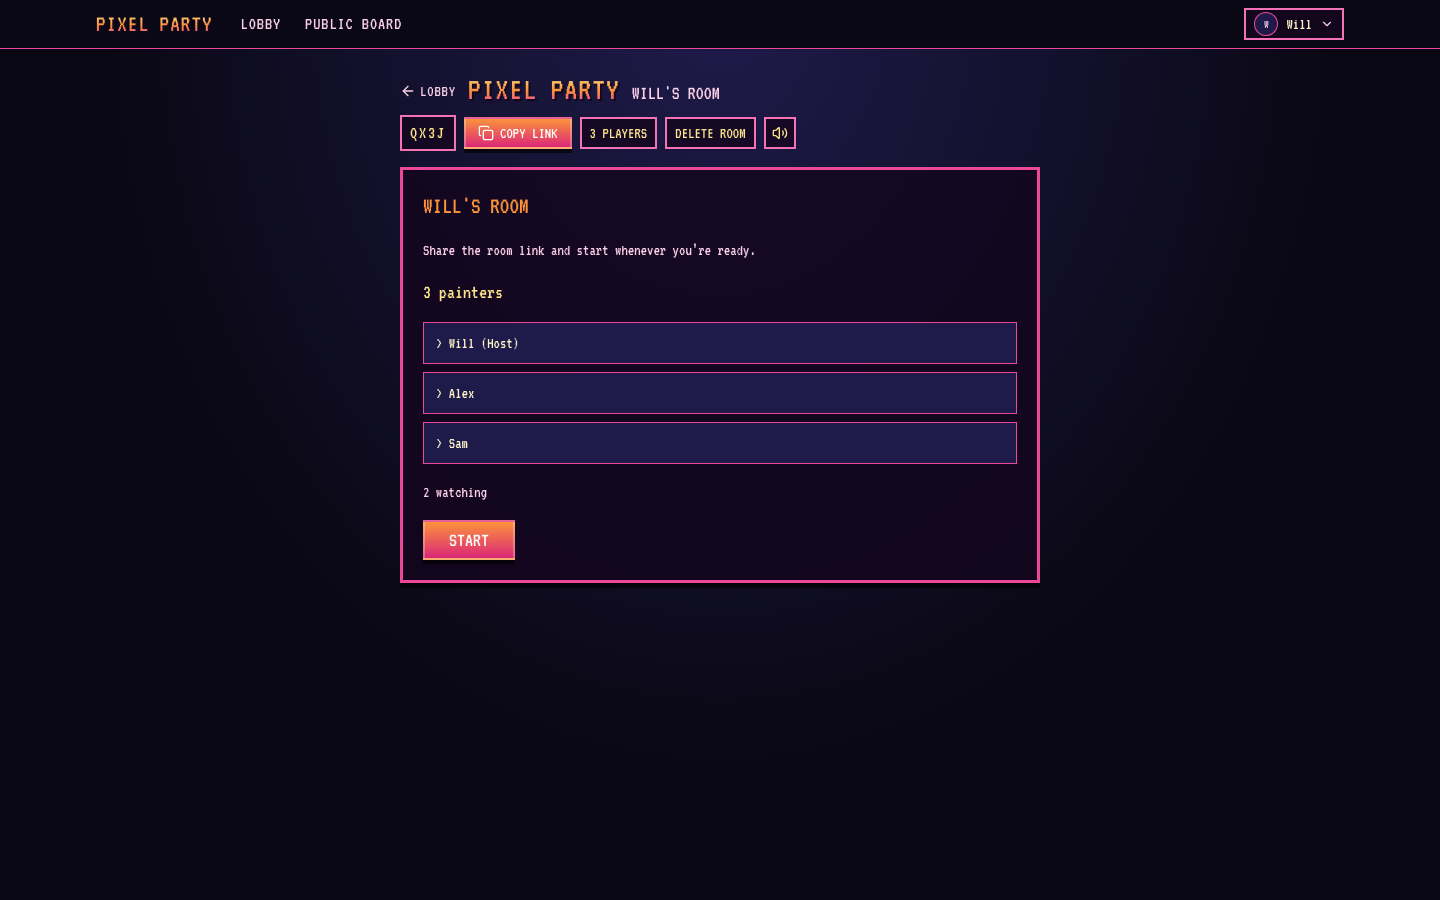 PIXEL PARTY LOBBY PUBLIC BOARD W Will
LOBBY PIXEL PARTY WILL'S ROOM
QX3J COPY LINK 3 PLAYERS DELETE ROOM
WILL'S ROOM
Share the room link and start whenever you're ready.
3 painters
> Will (Host)
> Alex
> Sam
2 watching
START